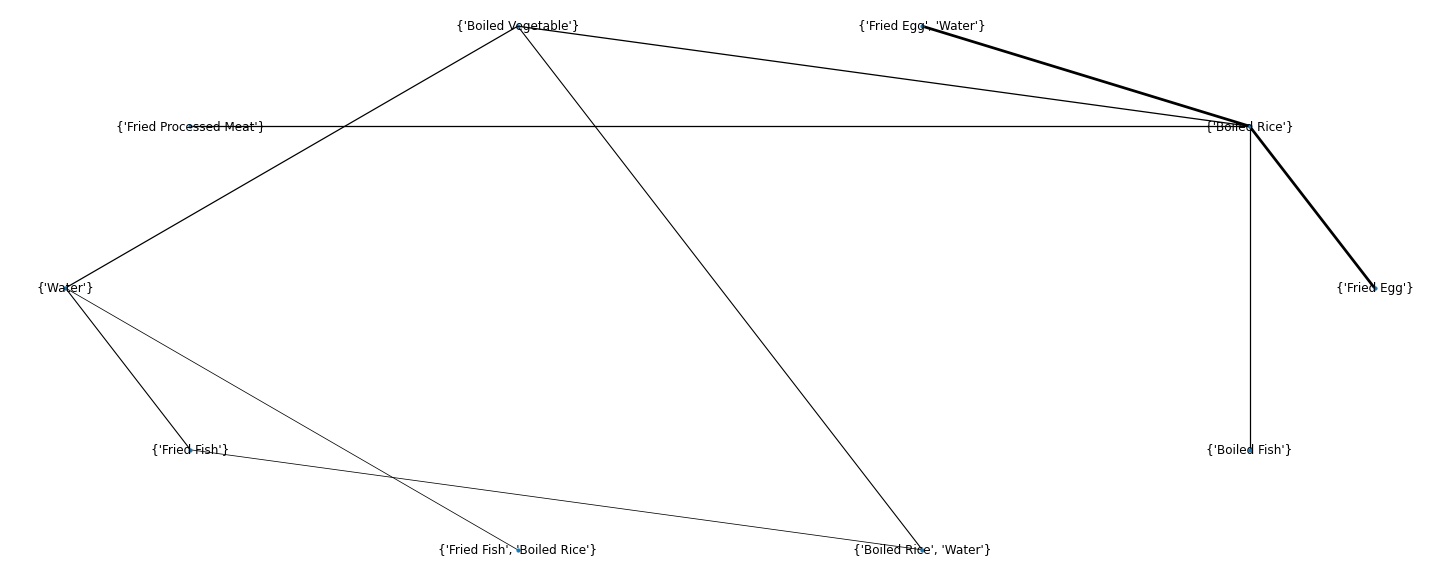 {'Boiled Vegetable'}
{'Fried Egg', 'Water'}
{'Fried Processed Meat'}
{'Boiled Rice'}
{'Water'}
{'Fried Egg'}
{'Fried Fish'}
{'Boiled Fish'}
{'Fried Fish', 'Boiled Rice'}
{'Boiled Rice', 'Water'}